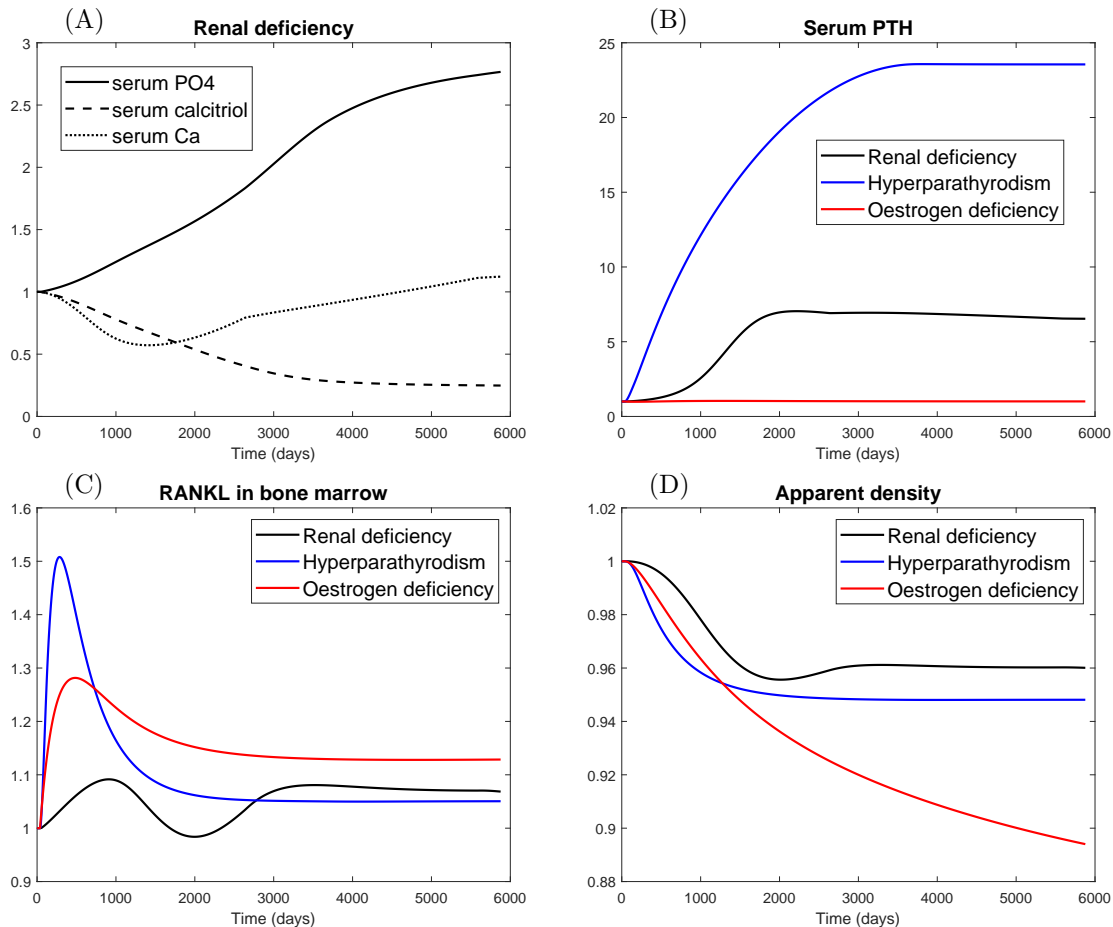 (A)
Renal deficiency
3
2.5
2
1.5
1
0.5
0
serum PO4
serum calcitriol
serum Ca
0 1000 2000 3000 4000 5000 6000
Time (days)
(B)
Serum PTH
25
20
15
10
5
0
Renal deficiency
Hyperparathyrodism
Oestrogen deficiency
0 1000 2000 3000 4000 5000 6000
Time (days)
(C)
RANKL in bone marrow
1.6
1.5
1.4
1.3
1.2
1.1
1
0.9
Renal deficiency
Hyperparathyrodism
Oestrogen deficiency
0 1000 2000 3000 4000 5000 6000
Time (days)
(D)
Apparent density
1.02
1
0.98
0.96
0.94
0.92
0.9
0.88
Renal deficiency
Hyperparathyrodism
Oestrogen deficiency
0 1000 2000 3000 4000 5000 6000
Time (days)